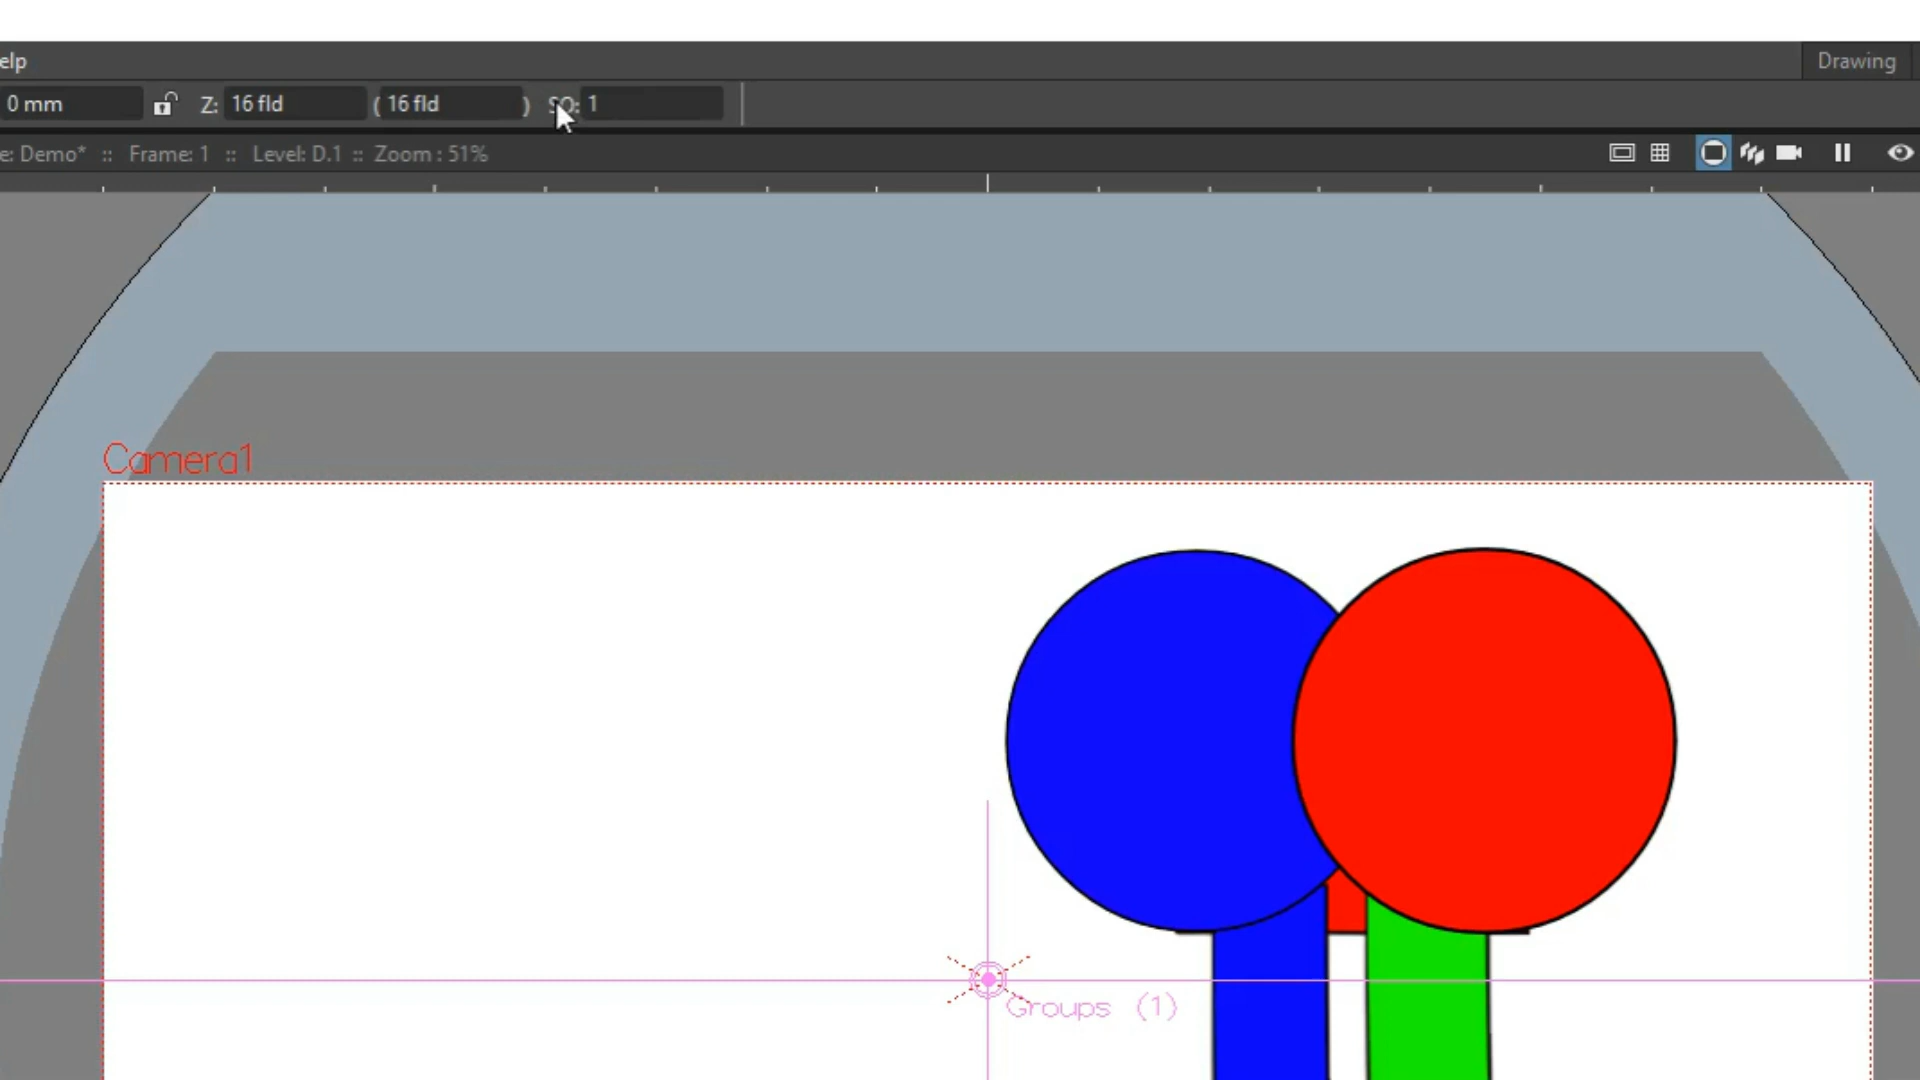 elp
Drawing
0 mm Z: 16 fld ( 16 fld ) SO: 1
e: Demo* :: Frame: 1 :: Level: D.1 :: Zoom : 51%
Camera1
Groups (1)